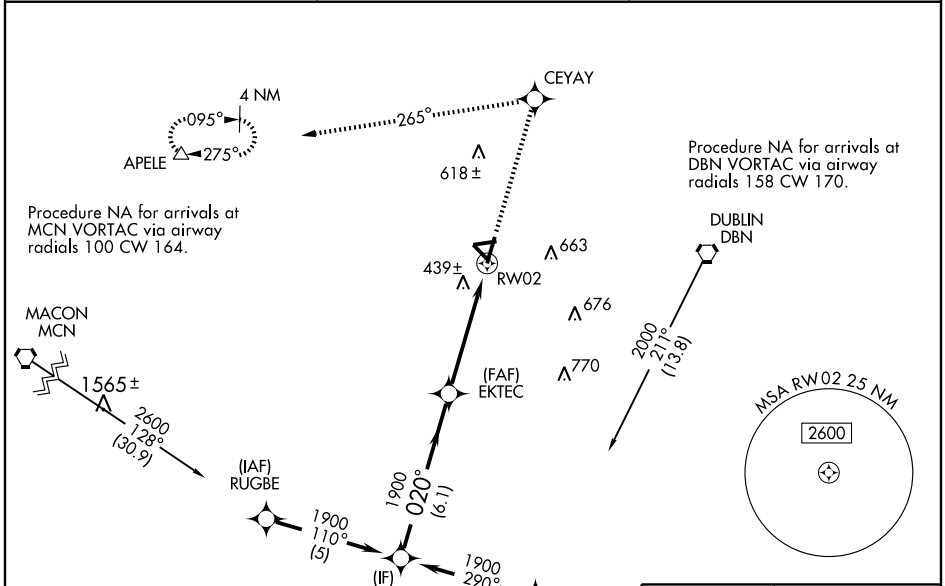 CEYAY
4 NM
095°
265°
APELE
275°
618±
Procedure NA for arrivals at
DBN VORTAC via airway
radials 158 CW 170.
Procedure NA for arrivals at
MCN VORTAC via airway
radials 100 CW 164.
DUBLIN
DBN
663
439±
RW02
MACON
MCN
676
2000
211°
(13.8)
1565±
(FAF)
EKTEC
770
2600
128°
(30.9)
MSA RW02 25 NM
2600
(IAF)
RUGBE
1900
020°
(6.1)
1900
110°
(5)
1900
290°
(IF)